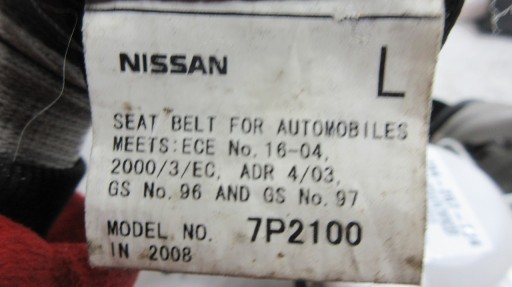 NISSAN L
SEAT BELT FOR AUTOMOBILES
MEETS:ECE No. 16-04,
2000/3/EC, ADR 4/03,
GS No. 96 AND GS No. 97
MODEL NO. 7P2100
IN 2008